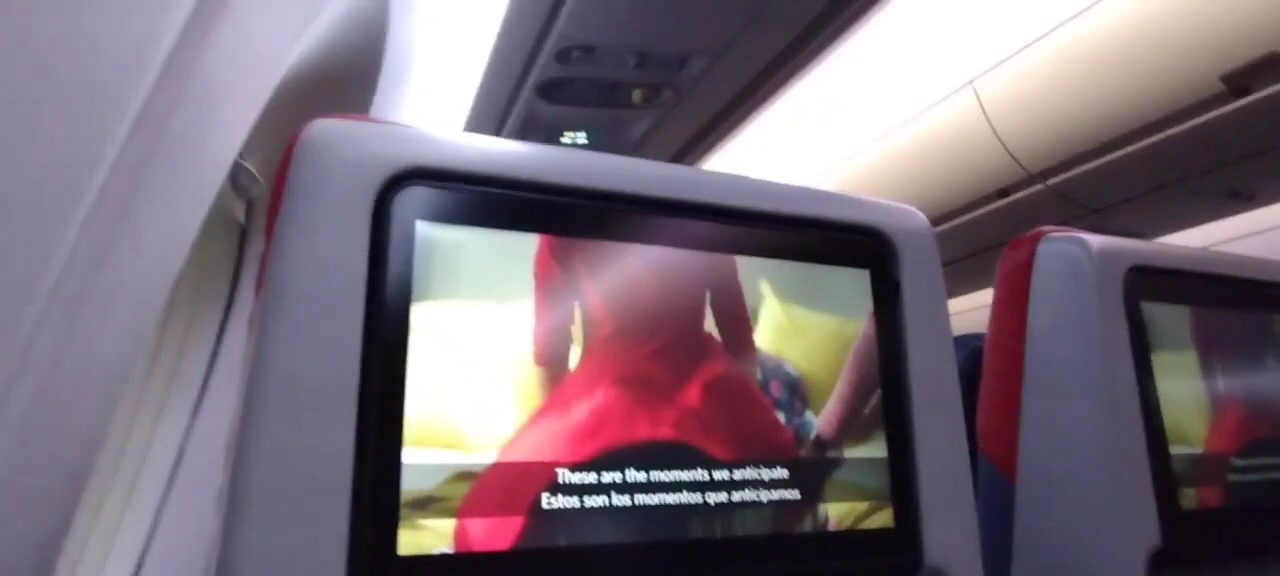 These are the moments we anticipate
Estos son los momentos que anticipamos